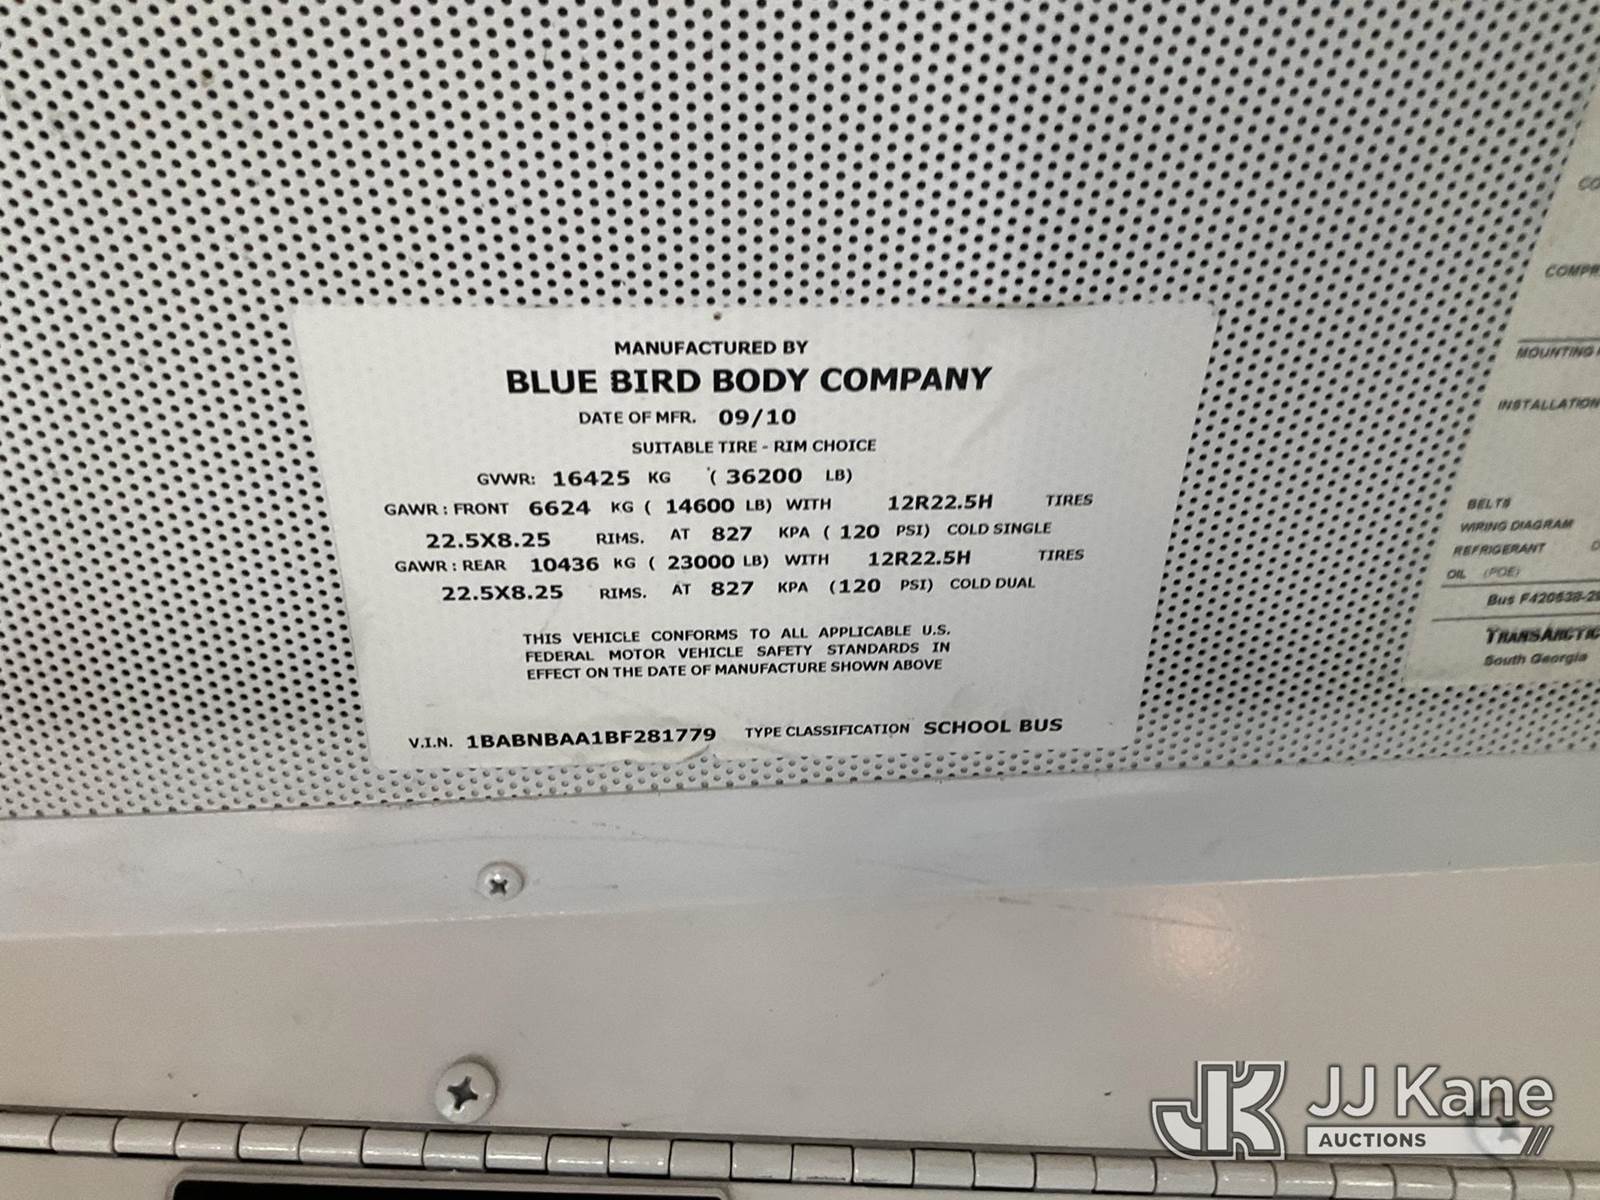 MANUFACTURED BY
BLUE BIRD BODY COMPANY
DATE OF MFR. 09/10
SUITABLE TIRE - RIM CHOICE
GVWR: 16425 KG ( 36200 LB)
GAWR : FRONT 6624 KG ( 14600 LB) WITH 12R22.5H TIRES
22.5X8.25 RIMS. AT 827 KPA ( 120 PSI) COLD SINGLE
GAWR : REAR 10436 KG ( 23000 LB) WITH 12R22.5H TIRES
22.5X8.25 RIMS. AT 827 KPA (120 PSI) COLD DUAL
THIS VEHICLE CONFORMS TO ALL APPLICABLE U.S.
FEDERAL MOTOR VEHICLE SAFETY STANDARDS IN
EFFECT ON THE DATE OF MANUFACTURE SHOWN ABOVE
V.I.N. 1BABNBAA1BF281779 TYPE CLASSIFICATION SCHOOL BUS
MOUNTING
INSTALLATION
BELTS
WIRING DIAGRAM
REFRIGERANT
OIL (POE)
Bus
TRANSARCTIC
South Georgia
JK JJ Kane
AUCTIONS